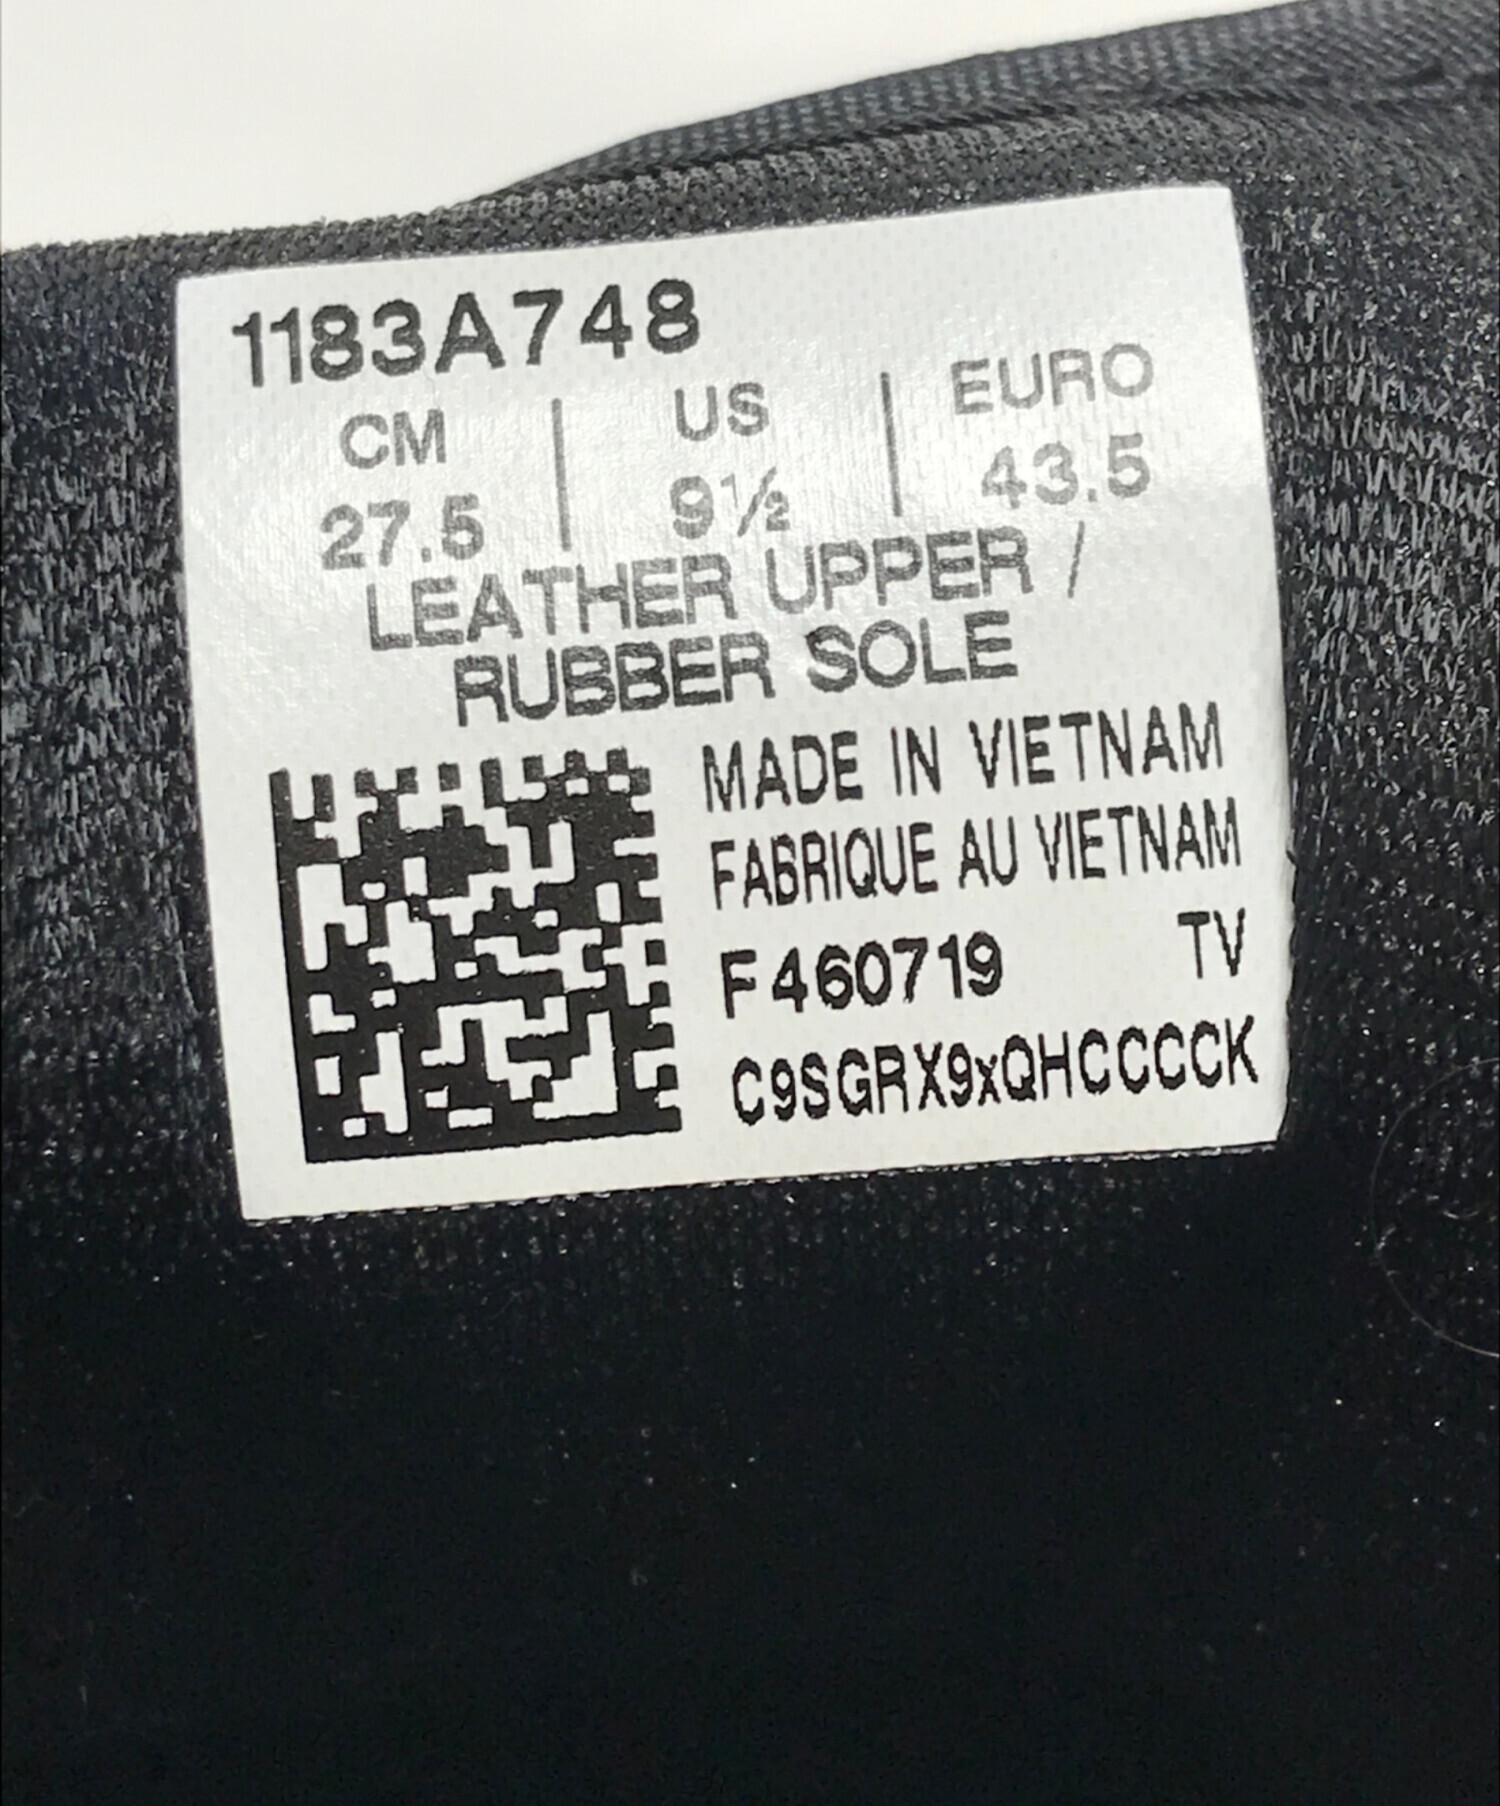 1183A748
CM | US | EURO
27.5 | 9½ | 43.5
LEATHER UPPER /
RUBBER SOLE
MADE IN VIETNAM
FABRIQUE AU VIETNAM
F460719 TV
C9SGRX9xQHCCCCK